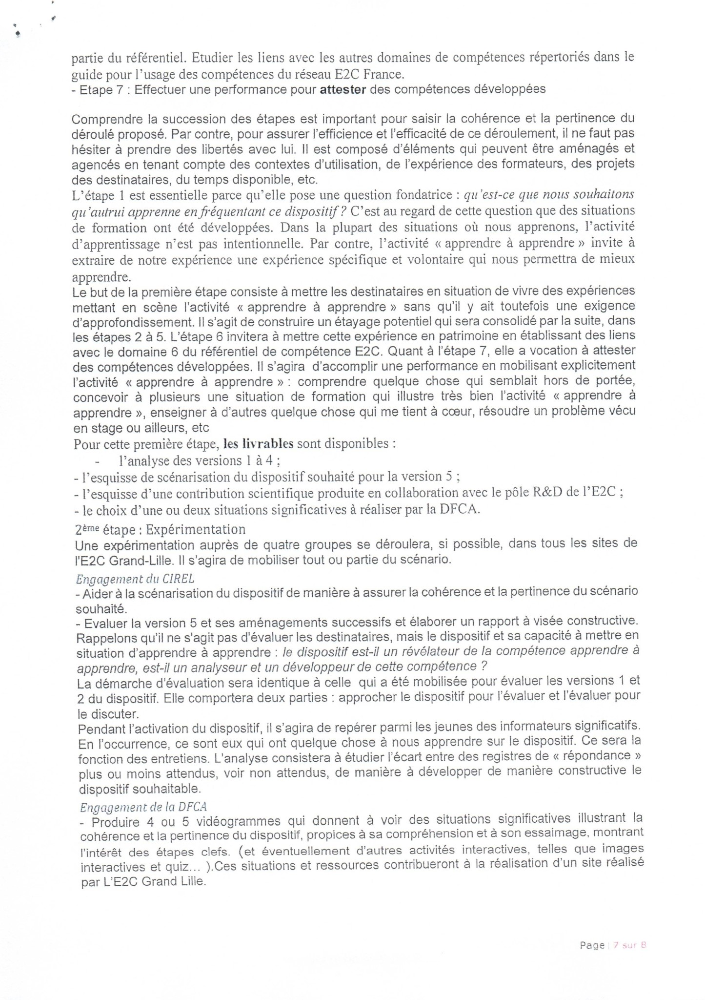 partie du référentiel. Etudier les liens avec les autres domaines de compétences répertoriés dans le
guide pour l'usage des compétences du réseau E2C France.
- Etape 7 : Effectuer une performance pour attester des compétences développées
Comprendre la succession des étapes est important pour saisir la cohérence et la pertinence du
déroulé proposé. Par contre, pour assurer l'efficience et l'efficacité de ce déroulement, il ne faut pas
hésiter à prendre des libertés avec lui. Il est composé d'éléments qui peuvent être aménagés et
agencés en tenant compte des contextes d'utilisation, de l'expérience des formateurs, des projets
des destinataires, du temps disponible, etc.
L'étape 1 est essentielle parce qu'elle pose une question fondatrice : qu'est-ce que nous souhaitons
qu'autrui apprenne en fréquentant ce dispositif ? C'est au regard de cette question que des situations
de formation ont été développées. Dans la plupart des situations où nous apprenons, l'activité
d'apprentissage n'est pas intentionnelle. Par contre, l'activité « apprendre à apprendre » invite à
extraire de notre expérience une expérience spécifique et volontaire qui nous permettra de mieux
apprendre.
Le but de la première étape consiste à mettre les destinataires en situation de vivre des expériences
mettant en scène l'activité « apprendre à apprendre » sans qu'il y ait toutefois une exigence
d'approfondissement. Il s'agit de construire un étayage potentiel qui sera consolidé par la suite, dans
les étapes 2 à 5. L'étape 6 invitera à mettre cette expérience en patrimoine en établissant des liens
avec le domaine 6 du référentiel de compétence E2C. Quant à l'étape 7, elle a vocation à attester
des compétences développées. Il s'agira d'accomplir une performance en mobilisant explicitement
l'activité « apprendre à apprendre » : comprendre quelque chose qui semblait hors de portée,
concevoir à plusieurs une situation de formation qui illustre très bien l'activité « apprendre à
apprendre », enseigner à d'autres quelque chose qui me tient à cœur, résoudre un problème vécu
en stage ou ailleurs, etc
Pour cette première étape, les livrables sont disponibles :
- l'analyse des versions 1 à 4 ;
- l'esquisse de scénarisation du dispositif souhaité pour la version 5 ;
- l'esquisse d'une contribution scientifique produite en collaboration avec le pôle R&D de l'E2C ;
- le choix d'une ou deux situations significatives à réaliser par la DFCA.
2ème étape : Expérimentation
Une expérimentation auprès de quatre groupes se déroulera, si possible, dans tous les sites de
l'E2C Grand-Lille. Il s'agira de mobiliser tout ou partie du scénario.
Engagement du CIREL
- Aider à la scénarisation du dispositif de manière à assurer la cohérence et la pertinence du scénario
souhaité.
- Evaluer la version 5 et ses aménagements successifs et élaborer un rapport à visée constructive.
Rappelons qu'il ne s'agit pas d'évaluer les destinataires, mais le dispositif et sa capacité à mettre en
situation d'apprendre à apprendre : le dispositif est-il un révélateur de la compétence apprendre à
apprendre, est-il un analyseur et un développeur de cette compétence ?
La démarche d'évaluation sera identique à celle qui a été mobilisée pour évaluer les versions 1 et
2 du dispositif. Elle comportera deux parties : approcher le dispositif pour l'évaluer et l'évaluer pour
le discuter.
Pendant l'activation du dispositif, il s'agira de repérer parmi les jeunes des informateurs significatifs.
En l'occurrence, ce sont eux qui ont quelque chose à nous apprendre sur le dispositif. Ce sera la
fonction des entretiens. L'analyse consistera à étudier l'écart entre des registres de « répondance »
plus ou moins attendus, voir non attendus, de manière à développer de manière constructive le
dispositif souhaitable.
Engagement de la DFCA
- Produire 4 ou 5 vidéogrammes qui donnent à voir des situations significatives illustrant la
cohérence et la pertinence du dispositif, propices à sa compréhension et à son essaimage, montrant
l'intérêt des étapes clefs. (et éventuellement d'autres activités interactives, telles que images
interactives et quiz... ).Ces situations et ressources contribueront à la réalisation d'un site réalisé
par L'E2C Grand Lille.
Page | 7 sur 8